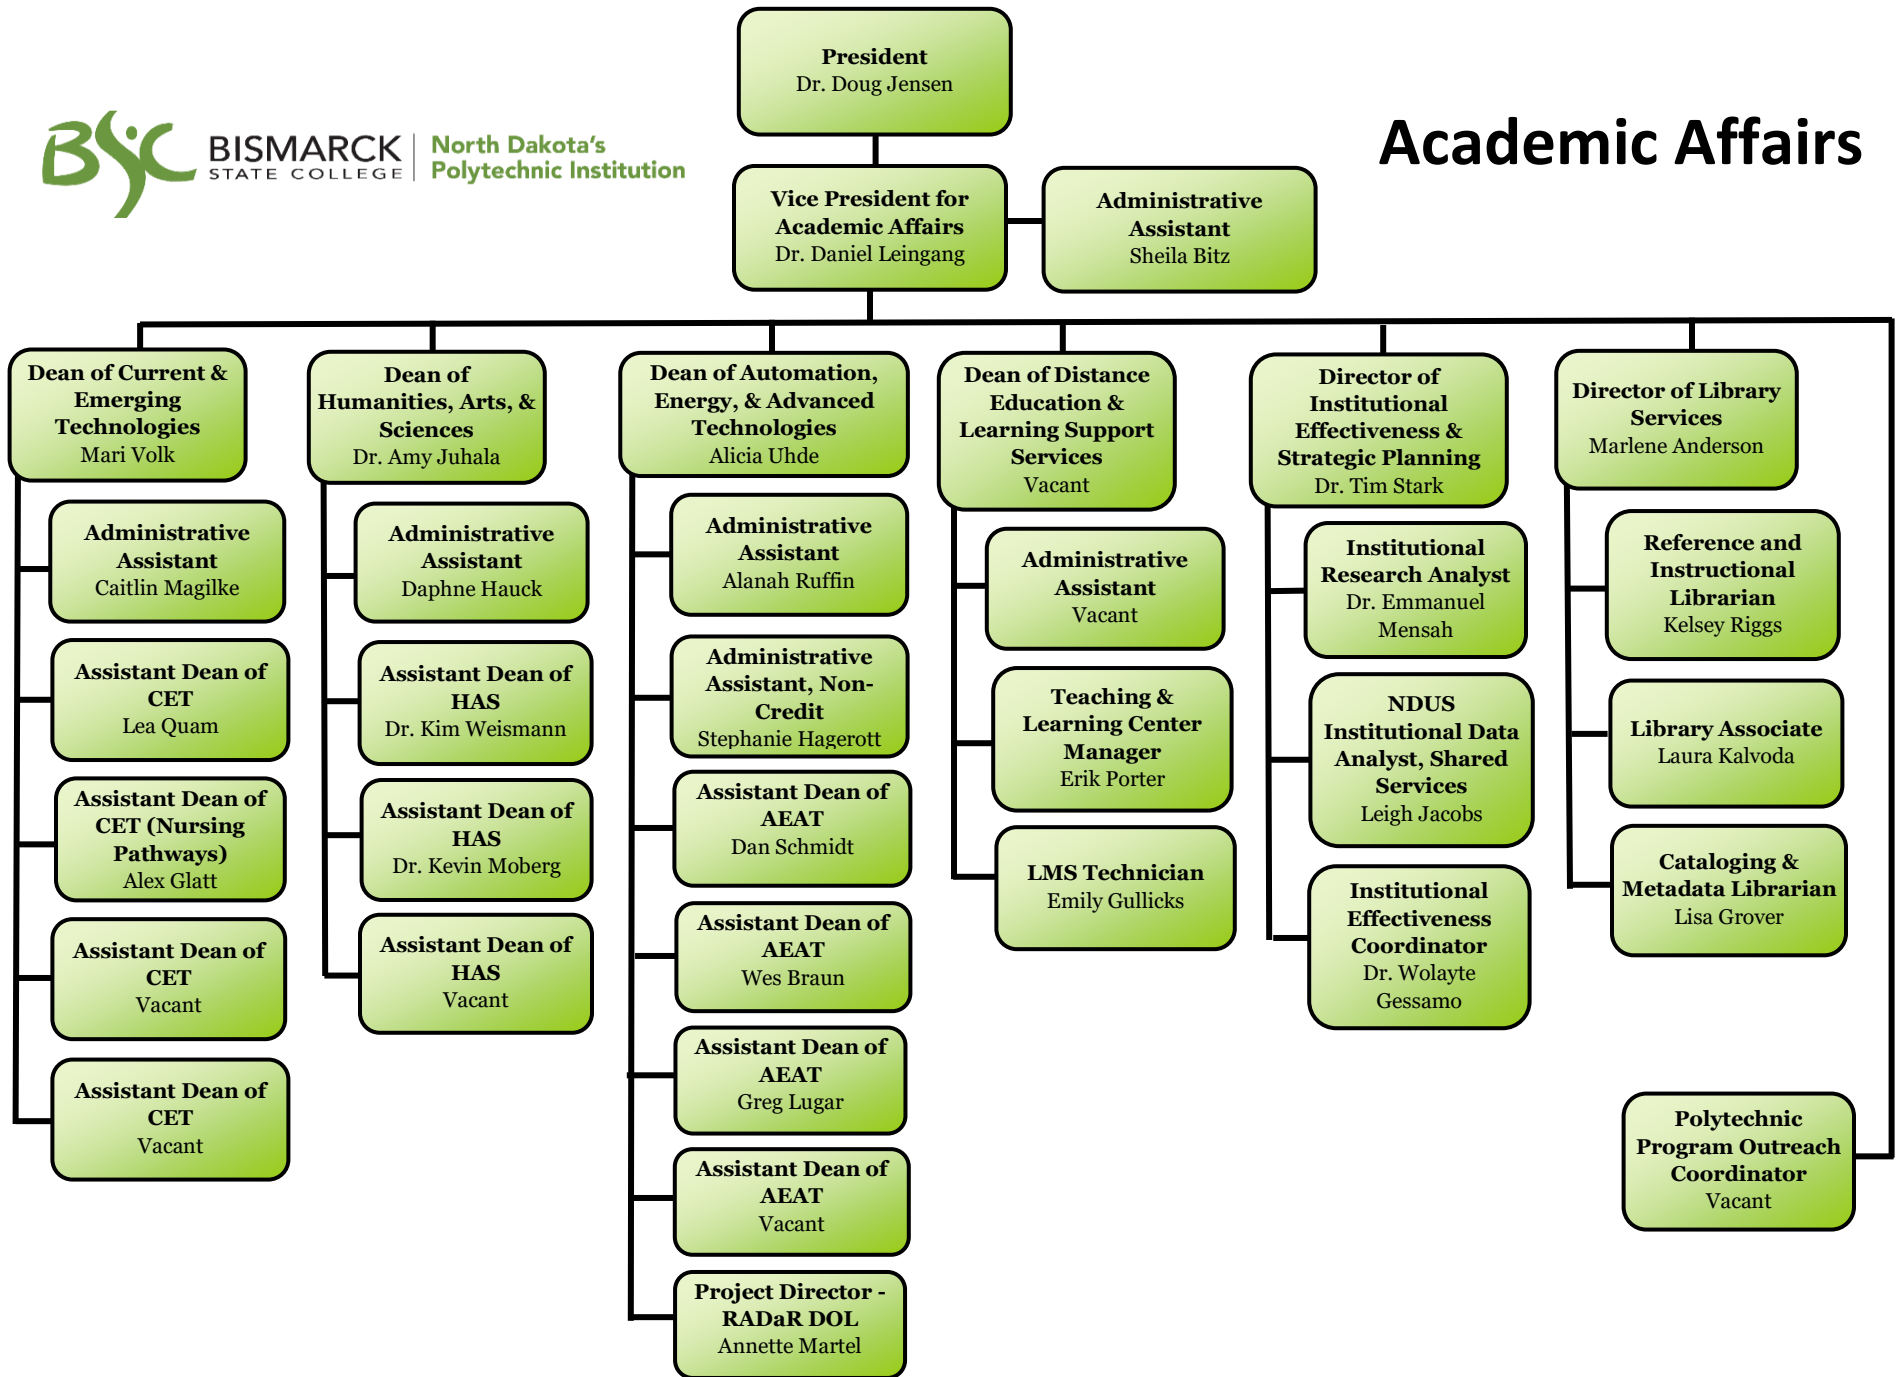 President
Dr. Doug Jensen
BSC
BISMARCK
STATE COLLEGE
North Dakota's
Polytechnic Institution
Academic Affairs
Vice President for
Academic Affairs
Dr. Daniel Leingang
Administrative
Assistant
Sheila Bitz
Dean of Current &
Emerging
Technologies
Mari Volk
Administrative
Assistant
Caitlin Magilke
Assistant Dean of
CET
Lea Quam
Assistant Dean of
CET (Nursing
Pathways)
Alex Glatt
Assistant Dean of
CET
Vacant
Assistant Dean of
CET
Vacant
Dean of
Humanities, Arts, &
Sciences
Dr. Amy Juhala
Administrative
Assistant
Daphne Hauck
Assistant Dean of
HAS
Dr. Kim Weismann
Assistant Dean of
HAS
Dr. Kevin Moberg
Assistant Dean of
HAS
Vacant
Dean of Automation,
Energy, & Advanced
Technologies
Alicia Uhde
Administrative
Assistant
Alanah Ruffin
Administrative
Assistant, Non-
Credit
Stephanie Hagerott
Assistant Dean of
AEAT
Dan Schmidt
Assistant Dean of
AEAT
Wes Braun
Assistant Dean of
AEAT
Greg Lugar
Assistant Dean of
AEAT
Vacant
Project Director -
RADaR DOL
Annette Martel
Dean of Distance
Education &
Learning Support
Services
Vacant
Administrative
Assistant
Vacant
Teaching &
Learning Center
Manager
Erik Porter
LMS Technician
Emily Gullicks
Director of
Institutional
Effectiveness &
Strategic Planning
Dr. Tim Stark
Institutional
Research Analyst
Dr. Emmanuel
Mensah
NDUS
Institutional Data
Analyst, Shared
Services
Leigh Jacobs
Institutional
Effectiveness
Coordinator
Dr. Wolayte
Gessamo
Director of Library
Services
Marlene Anderson
Reference and
Instructional
Librarian
Kelsey Riggs
Library Associate
Laura Kalvoda
Cataloging &
Metadata Librarian
Lisa Grover
Polytechnic
Program Outreach
Coordinator
Vacant